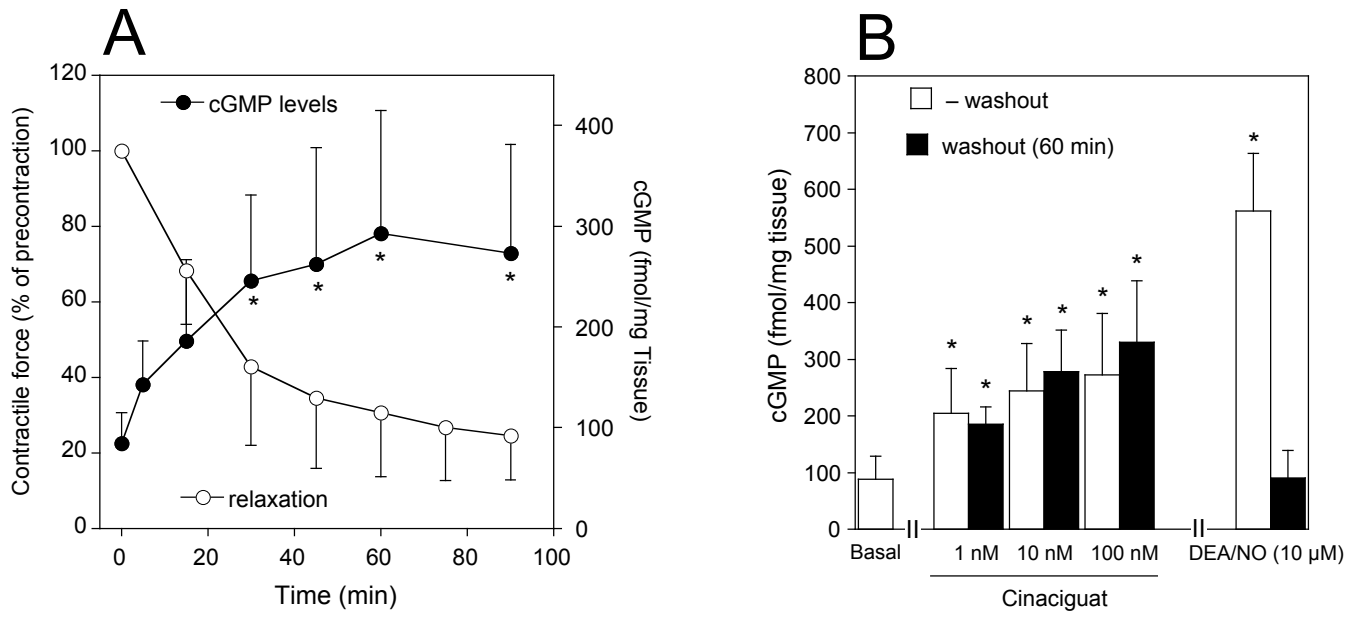 A
120
100
80
60
40
20
0
Contractile force (% of precontraction)
cGMP levels
relaxation
* * * *
400
300
200
100
0
cGMP (fmol/mg Tissue)
0 20 40 60 80 100
Time (min)
B
800
700
600
500
400
300
200
100
0
cGMP (fmol/mg tissue)
– washout
washout (60 min)
* * * * * * *
Basal 1 nM 10 nM 100 nM DEA/NO (10 µM)
Cinaciguat